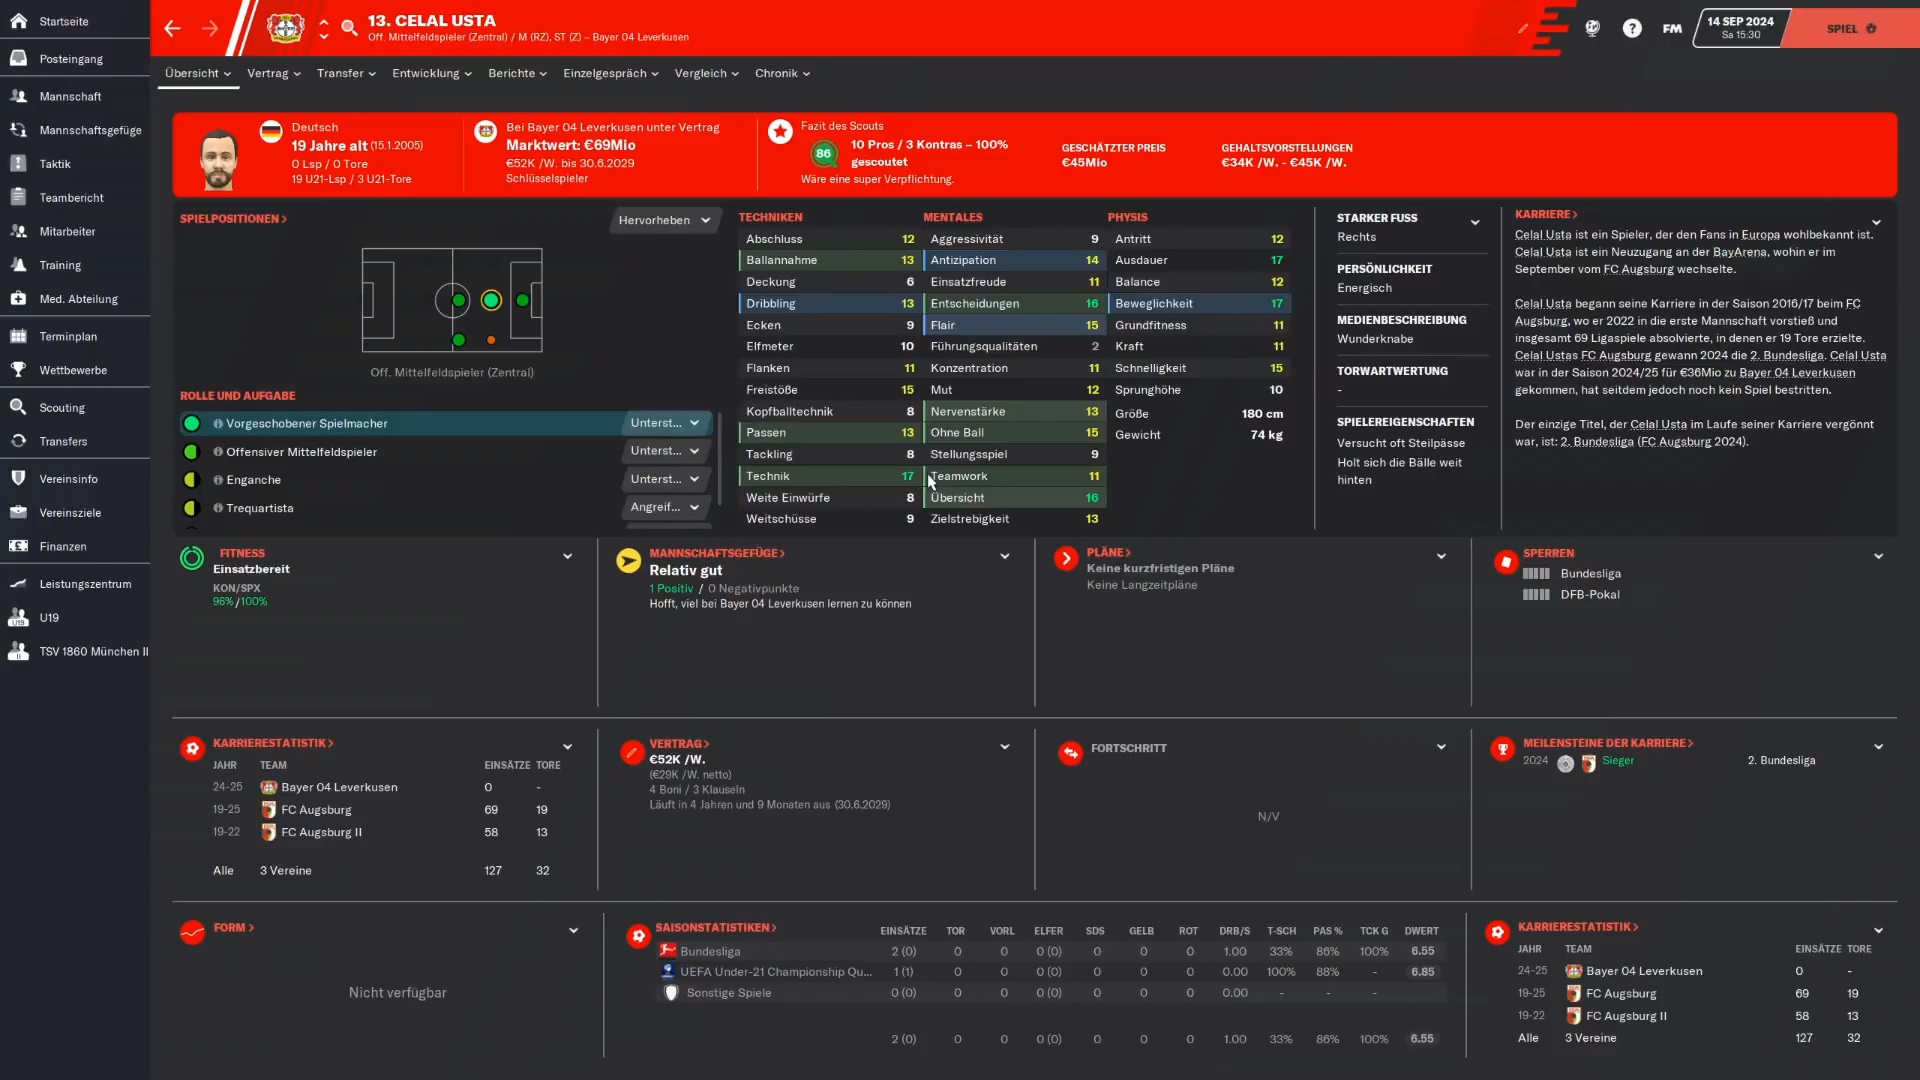 Startseite
Posteingang
Mannschaft
Mannschaftsgefüge
Taktik
Teambericht
Mitarbeiter
Training
Med. Abteilung
Terminplan
Wettbewerbe
Scouting
Transfers
Vereinsinfo
Vereinsziele
Finanzen
Leistungszentrum
U19
TSV 1860 München II
13. CELAL USTA
Off. Mittelfeldspieler (Zentral) / M (RZ), ST (Z) – Bayer 04 Leverkusen
FM
14 SEP 2024
Sa 15:30
SPIEL
Übersicht Vertrag Transfer Entwicklung Berichte Einzelgespräch Vergleich Chronik
Deutsch
19 Jahre alt (15.1.2005)
0 Lsp / 0 Tore
19 U21-Lsp / 3 U21-Tore
Bei Bayer 04 Leverkusen unter Vertrag
Marktwert: €69Mio
€52K /W. bis 30.6.2029
Schlüsselspieler
Fazit des Scouts
86
10 Pros / 3 Kontras – 100%
gescoutet
Wäre eine super Verpflichtung.
GESCHÄTZTER PREIS
€45Mio
GEHALTSVORSTELLUNGEN
€34K /W. - €45K /W.
SPIELPOSITIONEN >
Hervorheben
Off. Mittelfeldspieler (Zentral)
ROLLE UND AUFGABE
Vorgeschobener Spielmacher Unterst...
Offensiver Mittelfeldspieler Unterst...
Enganche Unterst...
Trequartista Angreif...
TECHNIKEN
Abschluss 12
Ballannahme 13
Deckung 6
Dribbling 13
Ecken 9
Elfmeter 10
Flanken 11
Freistöße 15
Kopfballtechnik 8
Passen 13
Tackling 8
Technik 17
Weite Einwürfe 8
Weitschüsse 9
MENTALES
Aggressivität 9
Antizipation 14
Einsatzfreude 11
Entscheidungen 16
Flair 15
Führungsqualitäten 2
Konzentration 11
Mut 12
Nervenstärke 13
Ohne Ball 15
Stellungsspiel 9
Teamwork 11
Übersicht 16
Zielstrebigkeit 13
PHYSIS
Antritt 12
Ausdauer 17
Balance 12
Beweglichkeit 17
Grundfitness 11
Kraft 11
Schnelligkeit 15
Sprunghöhe 10
Größe 180 cm
Gewicht 74 kg
STARKER FUSS
Rechts
PERSÖNLICHKEIT
Energisch
MEDIENBESCHREIBUNG
Wunderknabe
TORWARTWERTUNG
-
SPIELEREIGENSCHAFTEN
Versucht oft Steilpässe
Holt sich die Bälle weit
hinten
KARRIERE >
Celal Usta ist ein Spieler, der den Fans in Europa wohlbekannt ist.
Celal Usta ist ein Neuzugang an der BayArena, wohin er im
September vom FC Augsburg wechselte.
Celal Usta begann seine Karriere in der Saison 2016/17 beim FC
Augsburg, wo er 2022 in die erste Mannschaft vorstieß und
insgesamt 69 Ligaspiele absolvierte, in denen er 19 Tore erzielte.
Celal Ustas FC Augsburg gewann 2024 die 2. Bundesliga. Celal Usta
war in der Saison 2024/25 für €36Mio zu Bayer 04 Leverkusen
gekommen, hat seitdem jedoch noch kein Spiel bestritten.
Der einzige Titel, der Celal Usta im Laufe seiner Karriere vergönnt
war, ist: 2. Bundesliga (FC Augsburg 2024).
FITNESS
Einsatzbereit
KON/SPX
96%/100%
MANNSCHAFTSGEFÜGE >
Relativ gut
1 Positiv / 0 Negativpunkte
Hofft, viel bei Bayer 04 Leverkusen lernen zu können
PLÄNE >
Keine kurzfristigen Pläne
Keine Langzeitpläne
SPERREN
Bundesliga
DFB-Pokal
KARRIERESTATISTIK >
JAHR TEAM EINSÄTZE TORE
24-25 Bayer 04 Leverkusen 0 -
19-25 FC Augsburg 69 19
19-22 FC Augsburg II 58 13
Alle 3 Vereine 127 32
VERTRAG >
€52K /W.
(€29K /W. netto)
4 Boni / 3 Klauseln
Läuft in 4 Jahren und 9 Monaten aus (30.6.2029)
FORTSCHRITT
N/V
MEILENSTEINE DER KARRIERE >
2024 Sieger 2. Bundesliga
FORM >
Nicht verfügbar
SAISONSTATISTIKEN > EINSÄTZE TOR VORL ELFER SDS GELB ROT DRB/S T-SCH PAS % TCK G DWERT
Bundesliga 2 (0) 0 0 0 (0) 0 0 0 1.00 33% 86% 100% 6.55
UEFA Under-21 Championship Qu... 1 (1) 0 0 0 (0) 0 0 0 0.00 100% 88% - 6.85
Sonstige Spiele 0 (0) 0 0 0 (0) 0 0 0 0.00 - - -
2 (0) 0 0 0 (0) 0 0 0 1.00 33% 86% 100% 6.55
KARRIERESTATISTIK >
JAHR TEAM EINSÄTZE TORE
24-25 Bayer 04 Leverkusen 0 -
19-25 FC Augsburg 69 19
19-22 FC Augsburg II 58 13
Alle 3 Vereine 127 32